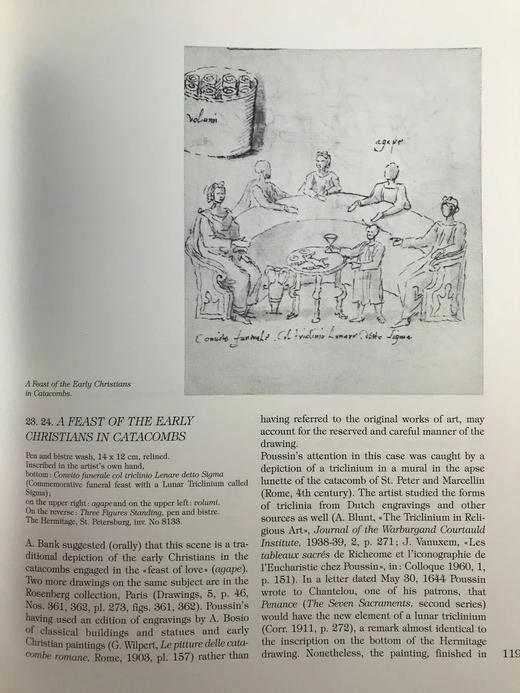 volumi
agape
Convito funerale . Col triclinio Lunare . detto sigma
A Feast of the Early Christians
in Catacombs.
23. 24. A FEAST OF THE EARLY
CHRISTIANS IN CATACOMBS
Pen and bistre wash, 14 x 12 cm, relined.
Inscribed in the artist's own hand,
bottom : Convito funerale col triclinio Lenare detto Sigma
(Commemorative funeral feast with a Lunar Triclinium called
Sigma);
on the upper right : agape and on the upper left : volumi.
On the reverse : Three Figures Standing, pen and bistre.
The Hermitage, St. Petersburg, inv. No 8133.
A. Bank suggested (orally) that this scene is a tra-
ditional depiction of the early Christians in the
catacombs engaged in the «feast of love» (agape).
Two more drawings on the same subject are in the
Rosenberg collection, Paris (Drawings, 5, p. 46,
Nos. 361, 362, pl. 273, figs. 361, 362). Poussin's
having used an edition of engravings by A. Bosio
of classical buildings and statues and early
Christian paintings (G. Wilpert, Le pitture delle cata-
combe romane, Rome, 1903, pl. 157) rather than
having referred to the original works of art, may
account for the reserved and careful manner of the
drawing.
Poussin's attention in this case was caught by a
depiction of a triclinium in a mural in the apse
lunette of the catacomb of St. Peter and Marcellin
(Rome, 4th century). The artist studied the forms
of triclinia from Dutch engravings and other
sources as well (A. Blunt, «The Triclinium in Reli-
gious Art», Journal of the Warburgand Courtauld
Institute, 1938-39, 2, p. 271 ; J. Vanuxem, «Les
tableaux sacrés de Richeome et l'iconographie de
l'Eucharistie chez Poussin», in : Colloque 1960, 1,
p. 151). In a letter dated May 30, 1644 Poussin
wrote to Chantelou, one of his patrons, that
Penance (The Seven Sacraments, second series)
would have the new element of a lunar triclinium
(Corr. 1911, p. 272), a remark almost identical to
the inscription on the bottom of the Hermitage
drawing. Nonetheless, the painting, finished in
119